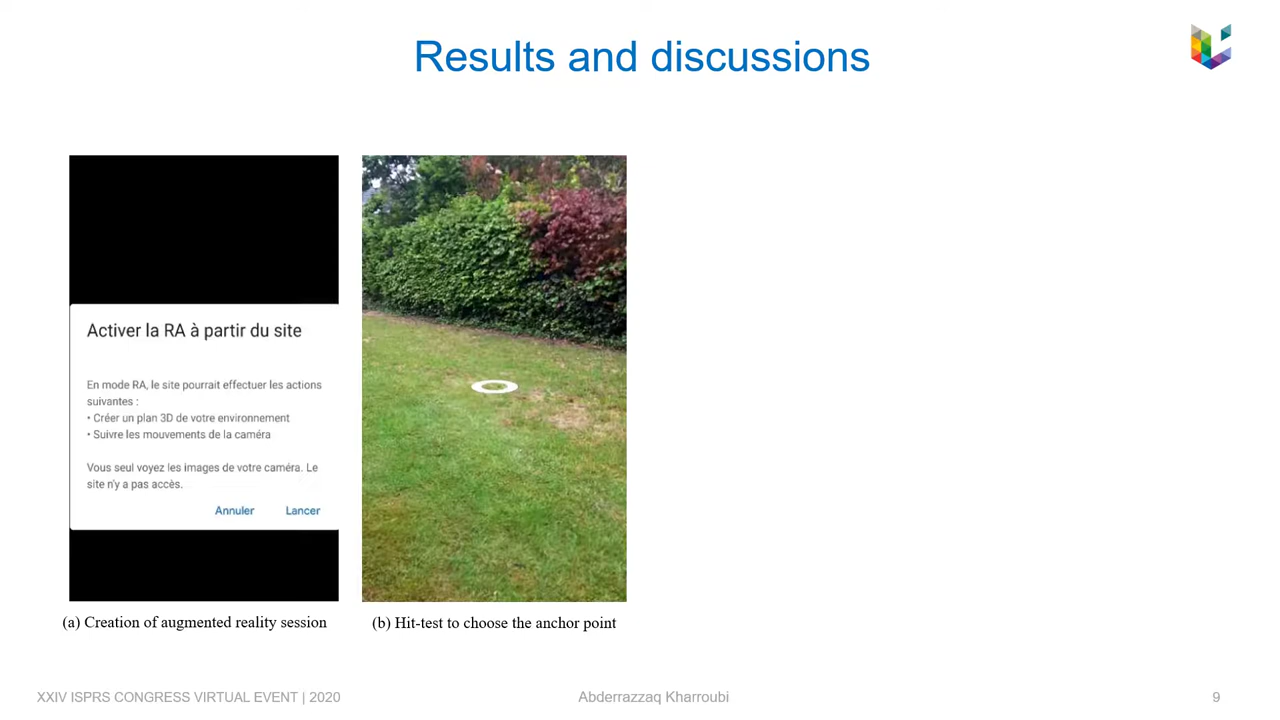 Results and discussions
Activer la RA à partir du site
En mode RA, le site pourrait effectuer les actions
suivantes :
• Créer un plan 3D de votre environnement
• Suivre les mouvements de la caméra
Vous seul voyez les images de votre caméra. Le
site n'y a pas accès.
Annuler Lancer
(a) Creation of augmented reality session
(b) Hit-test to choose the anchor point
XXIV ISPRS CONGRESS VIRTUAL EVENT | 2020
Abderrazzaq Kharroubi
9